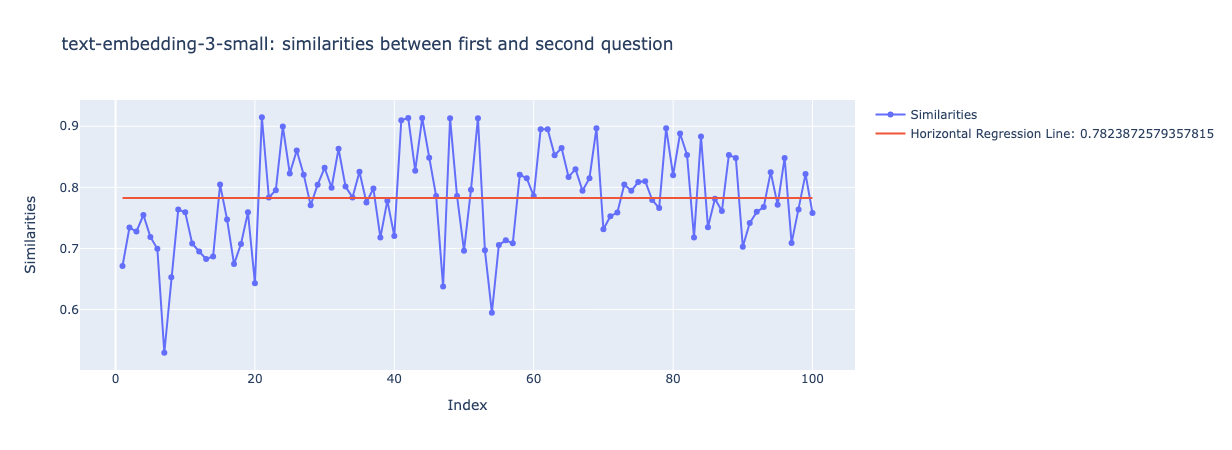 text-embedding-3-small: similarities between first and second question
Similarities
Horizontal Regression Line: 0.7823872579357815
0.9
0.8
0.7
0.6
Similarities
0 20 40 60 80 100
Index